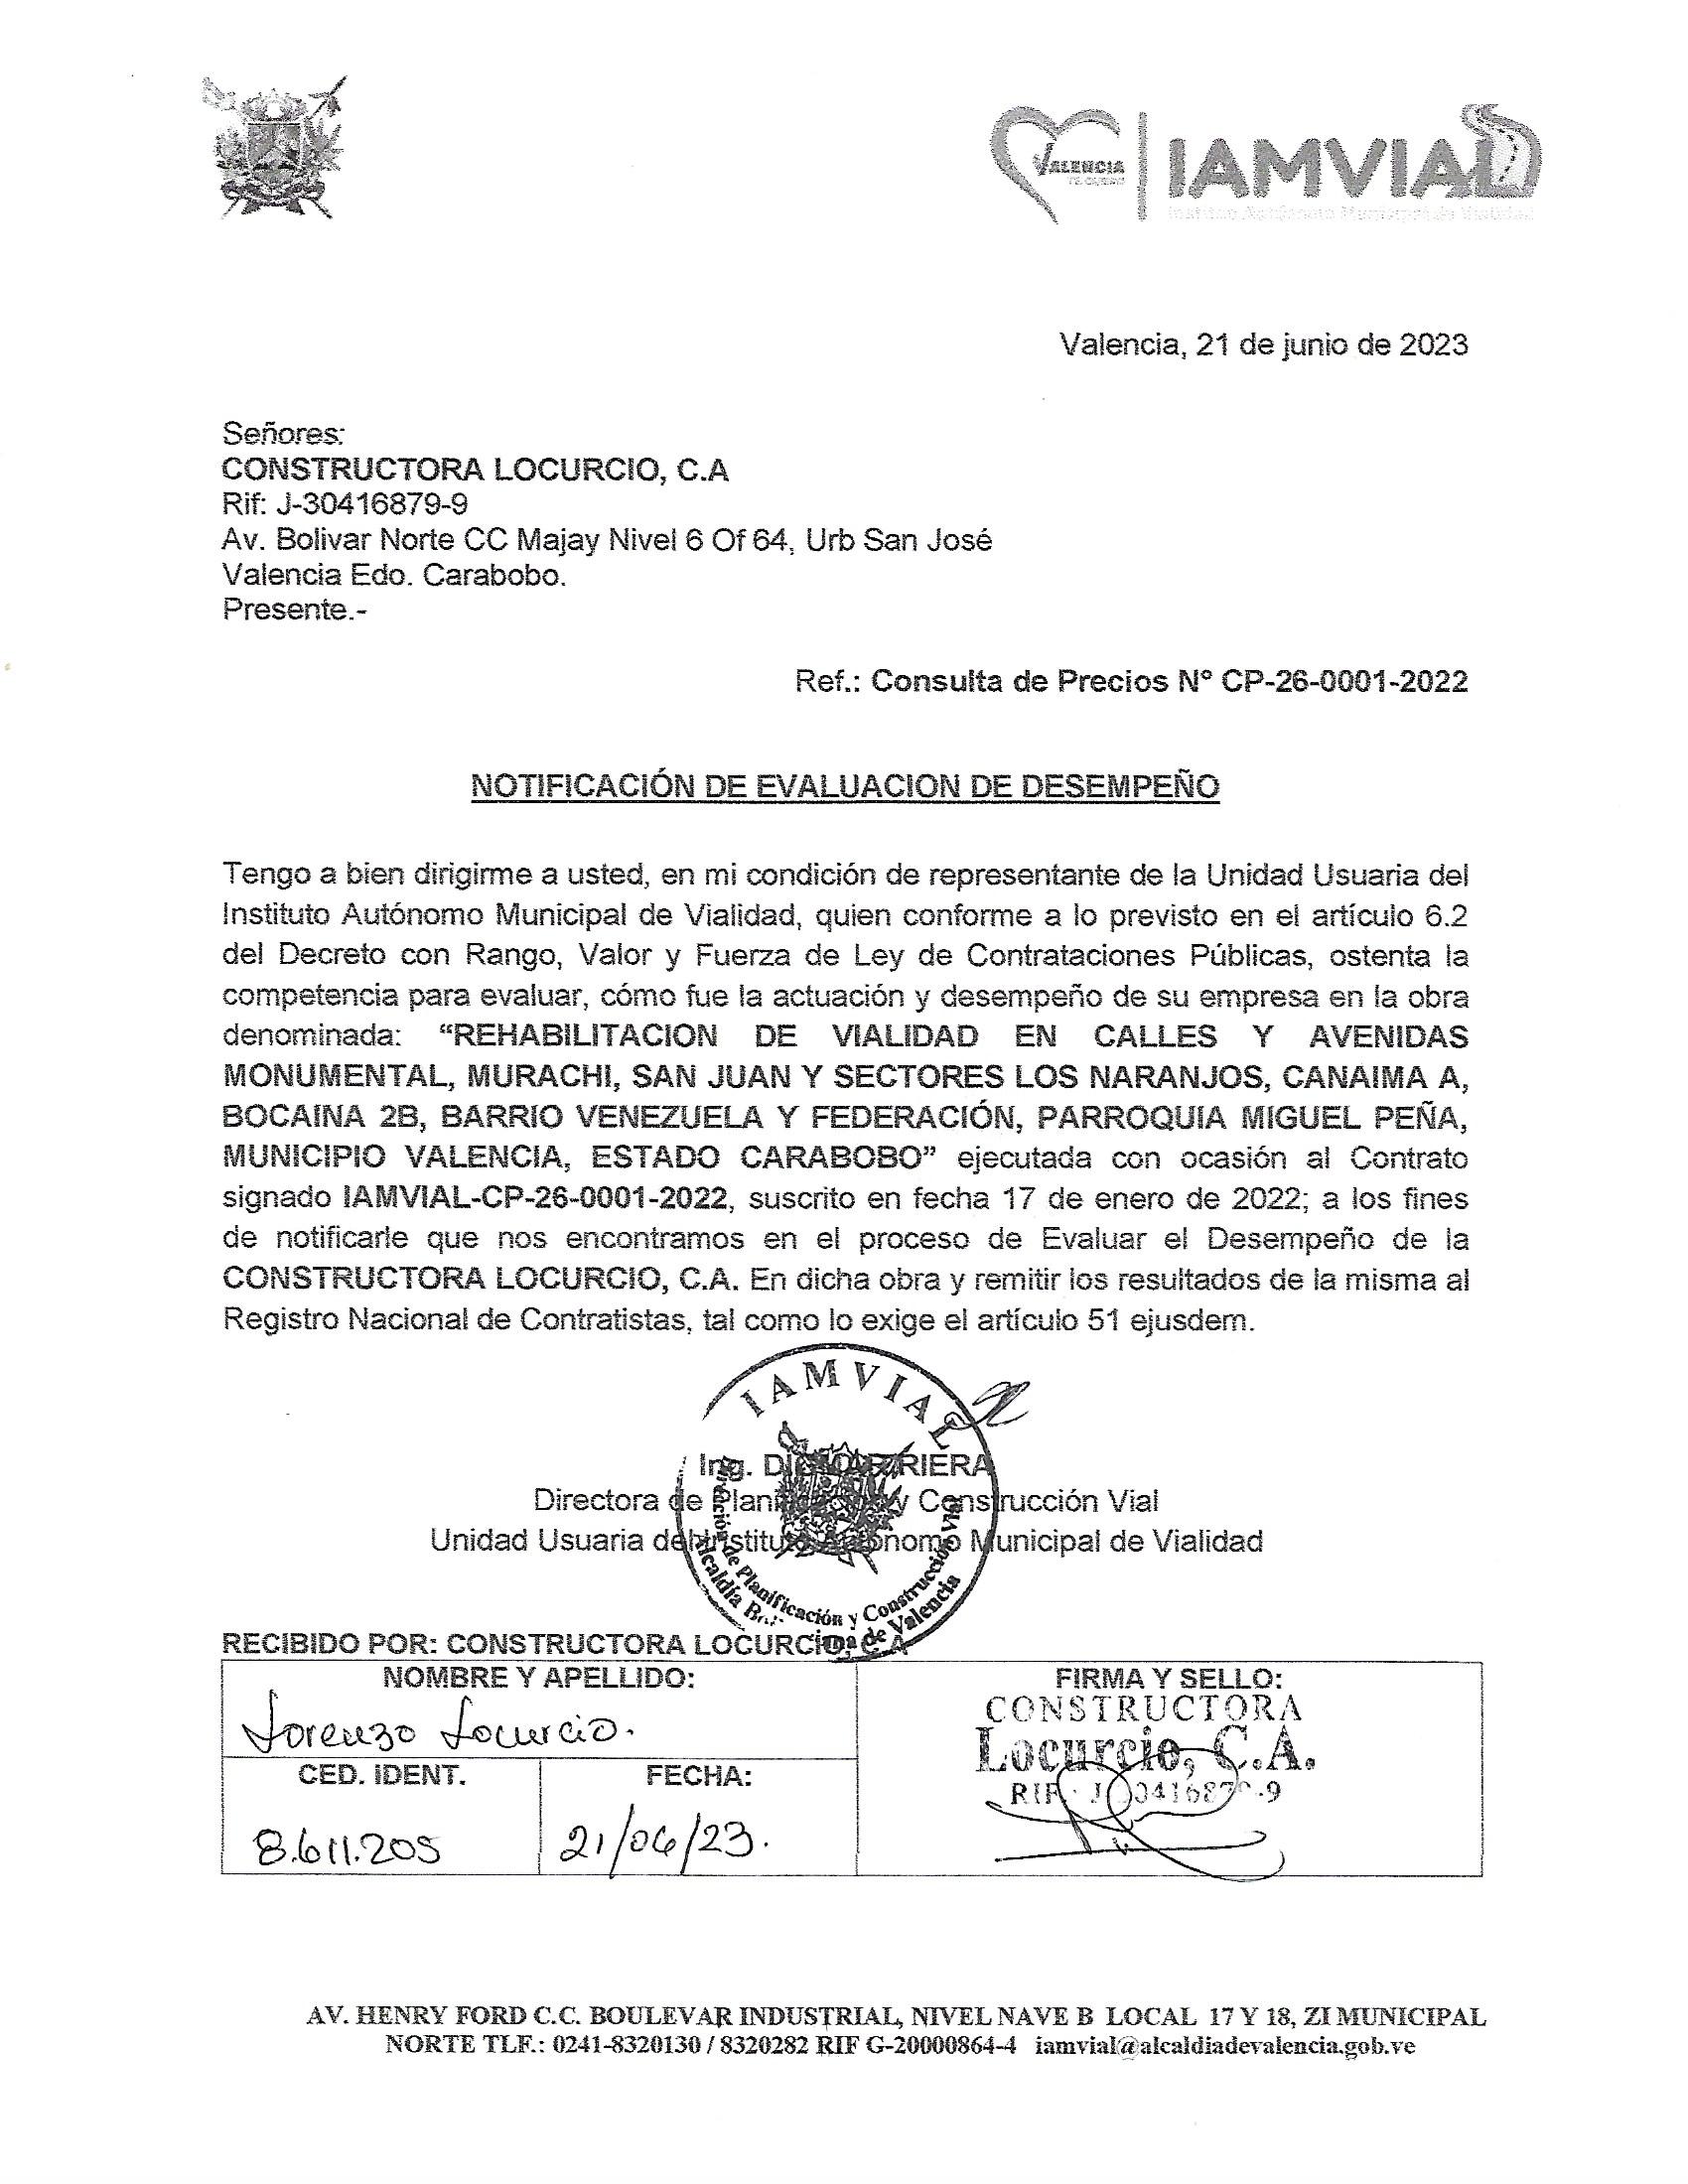 VALENCIA
TE QUIERO
IAMVIAL
Instituto Autónomo Municipal de Vialidad
Valencia, 21 de junio de 2023
Señores:
CONSTRUCTORA LOCURCIO, C.A
Rif: J-30416879-9
Av. Bolivar Norte CC Majay Nivel 6 Of 64, Urb San José
Valencia Edo. Carabobo.
Presente.-
Ref.: Consulta de Precios N° CP-26-0001-2022
NOTIFICACIÓN DE EVALUACION DE DESEMPEÑO
Tengo a bien dirigirme a usted, en mi condición de representante de la Unidad Usuaria del
Instituto Autónomo Municipal de Vialidad, quien conforme a lo previsto en el artículo 6.2
del Decreto con Rango, Valor y Fuerza de Ley de Contrataciones Públicas, ostenta la
competencia para evaluar, cómo fue la actuación y desempeño de su empresa en la obra
denominada: “REHABILITACION DE VIALIDAD EN CALLES Y AVENIDAS
MONUMENTAL, MURACHI, SAN JUAN Y SECTORES LOS NARANJOS, CANAIMA A,
BOCAINA 2B, BARRIO VENEZUELA Y FEDERACIÓN, PARROQUIA MIGUEL PEÑA,
MUNICIPIO VALENCIA, ESTADO CARABOBO” ejecutada con ocasión al Contrato
signado IAMVIAL-CP-26-0001-2022, suscrito en fecha 17 de enero de 2022; a los fines
de notificarle que nos encontramos en el proceso de Evaluar el Desempeño de la
CONSTRUCTORA LOCURCIO, C.A. En dicha obra y remitir los resultados de la misma al
Registro Nacional de Contratistas, tal como lo exige el artículo 51 ejusdem.
IAMVIAL
Ing. RIERA
Directora de Planificación y Construcción Vial
Unidad Usuaria del Instituto Autónomo Municipal de Vialidad
Dirección de Planificación y Construcción Vial
Alcaldía de Valencia
RECIBIDO POR: CONSTRUCTORA LOCURCIO, C.A
NOMBRE Y APELLIDO:
Lorenzo Locurcio.
CED. IDENT.
8.611.205
FECHA:
21/06/23.
FIRMA Y SELLO:
CONSTRUCTORA
Locurcio, C.A.
RIF.: J-30416879-9
AV. HENRY FORD C.C. BOULEVAR INDUSTRIAL, NIVEL NAVE B LOCAL 17 Y 18, ZI MUNICIPAL
NORTE TLF.: 0241-8320130 / 8320282 RIF G-20000864-4 iamvial@alcaldiadevalencia.gob.ve